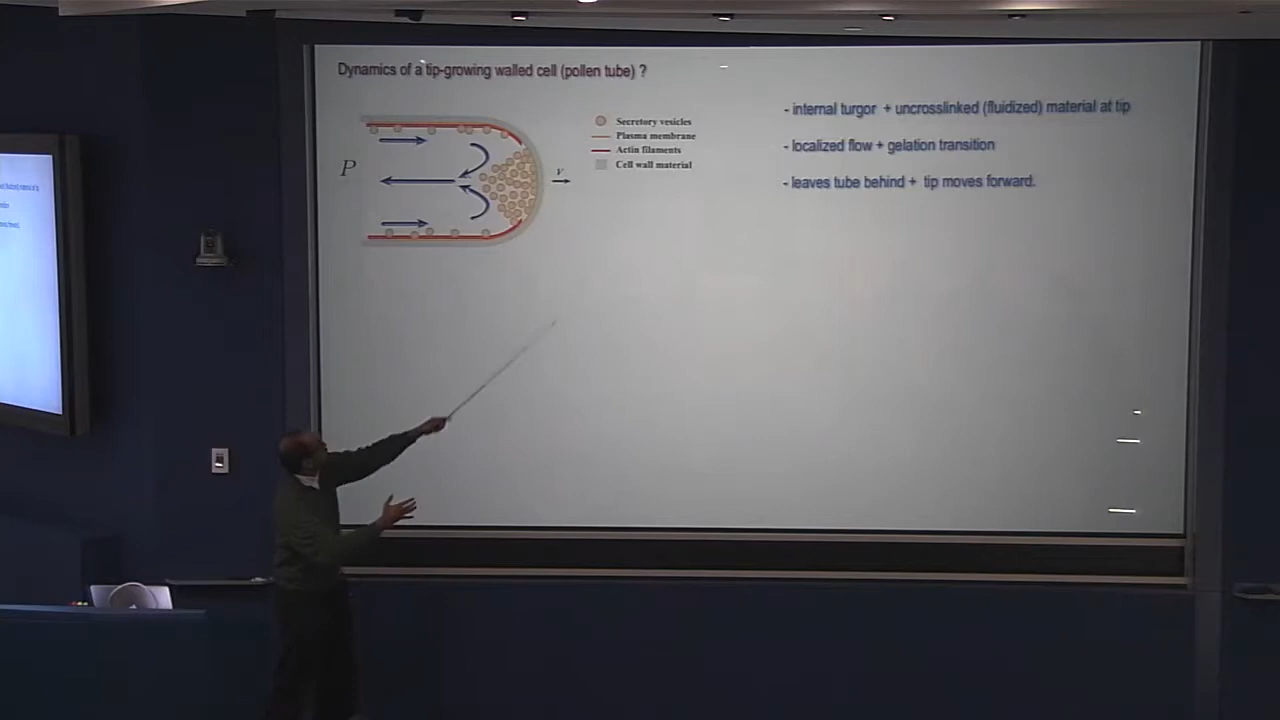 Dynamics of a tip-growing walled cell (pollen tube) ?
- internal turgor + uncrosslinked (fluidized) material at tip
- localized flow + gelation transition
- leaves tube behind + tip moves forward.
P
v
Secretory vesicles
Plasma membrane
Actin filaments
Cell wall material